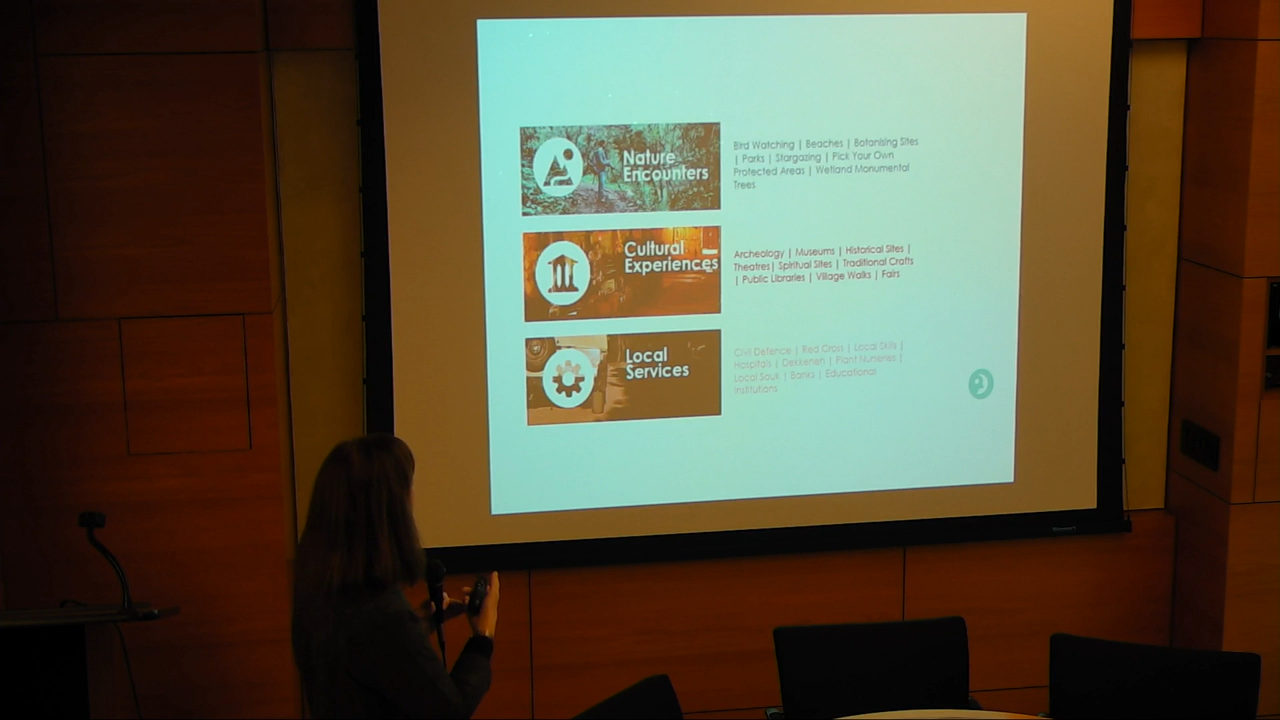 Nature
Encounters
Bird Watching | Beaches | Botanising Sites
| Parks | Stargazing | Pick Your Own
Protected Areas | Wetland Monumental
Trees
Cultural
Experiences
Archeology | Museums | Historical Sites |
Theatres| Spiritual Sites | Traditional Crafts
| Public Libraries | Village Walks | Fairs
Local
Services
Civil Defence | Red Cross | Local Skills |
Hospitals | Dekkenen | Plant Nurseries |
Local Souk | Banks | Educational
Institutions